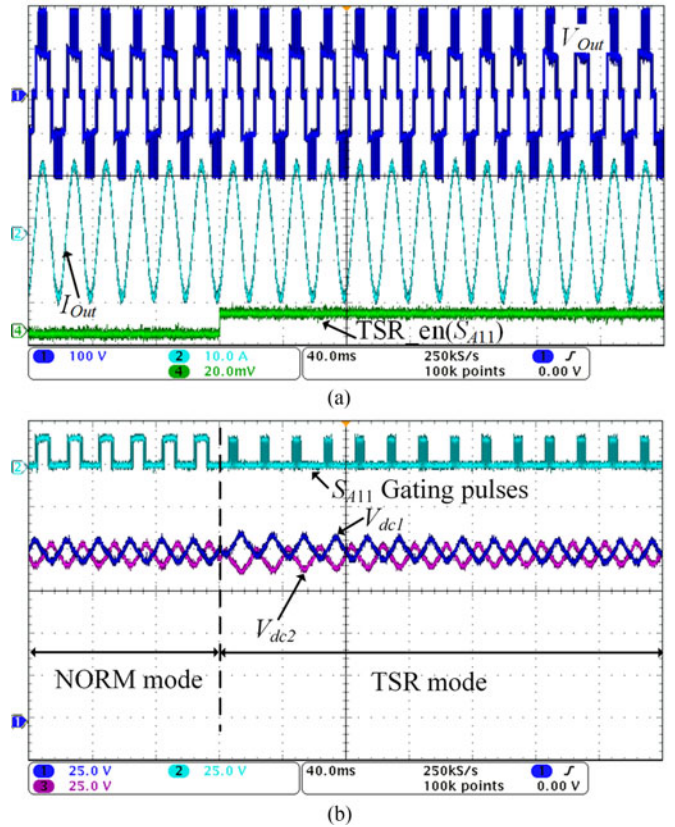 V_Out
1
2
I_Out
TSR_en(S_A11)
4
1 100 V 2 10.0 A 40.0ms 250kS/s 1 ƒ
4 20.0mV 100k points 0.00 V
(a)
2
S_A11 Gating pulses
V_dc1
V_dc2
NORM mode TSR mode
1
1 25.0 V 2 25.0 V 40.0ms 250kS/s 1 ƒ
3 25.0 V 100k points 0.00 V
(b)